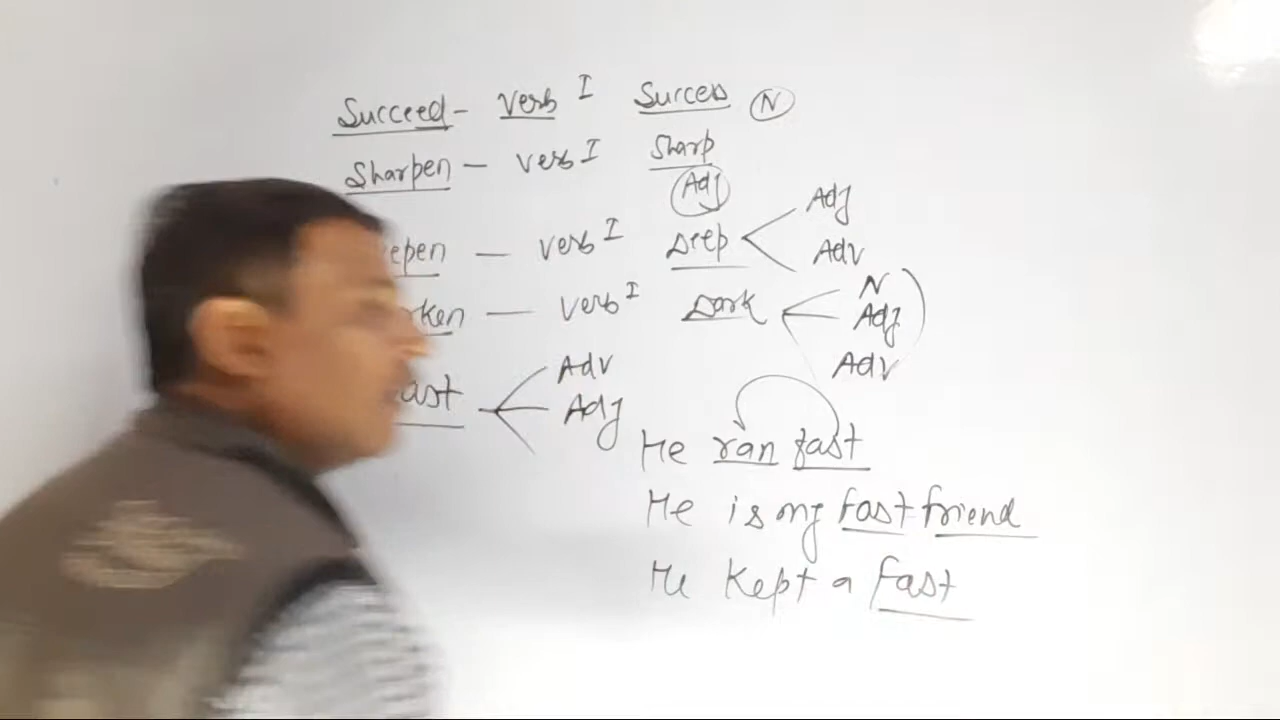 Succeed - Verb I Success N
Sharpen - Verb I Sharp
Adj
epen - Verb I Deep Adj
Adv
rken - Verb I Dark N
Adj
Adv
ast Adv
Adj
He ran fast
He is my fast friend
He kept a fast